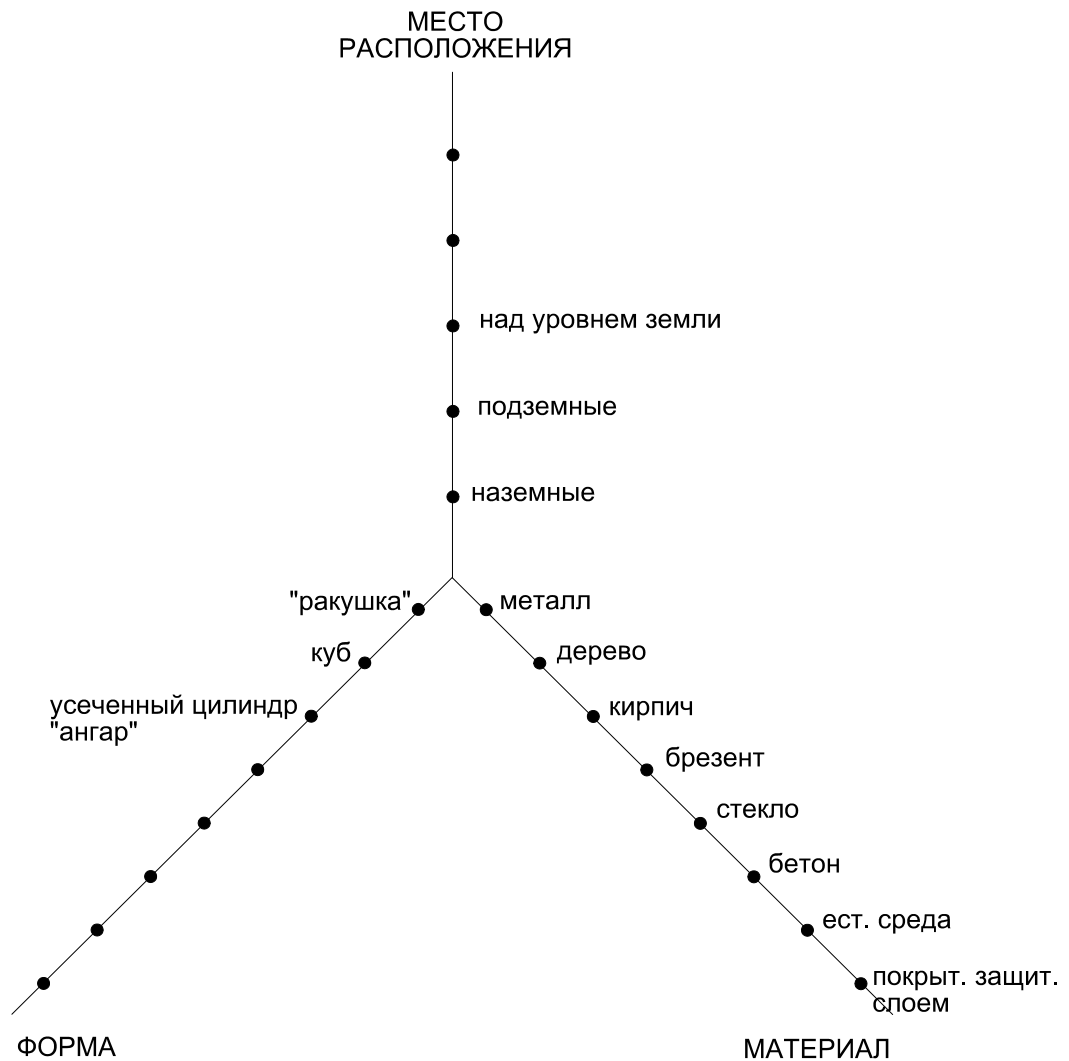 МЕСТО
РАСПОЛОЖЕНИЯ
над уровнем земли
подземные
наземные
"ракушка"
металл
куб
дерево
усеченный цилиндр
"ангар"
кирпич
брезент
стекло
бетон
ест. среда
покрыт. защит.
слоем
ФОРМА
МАТЕРИАЛ